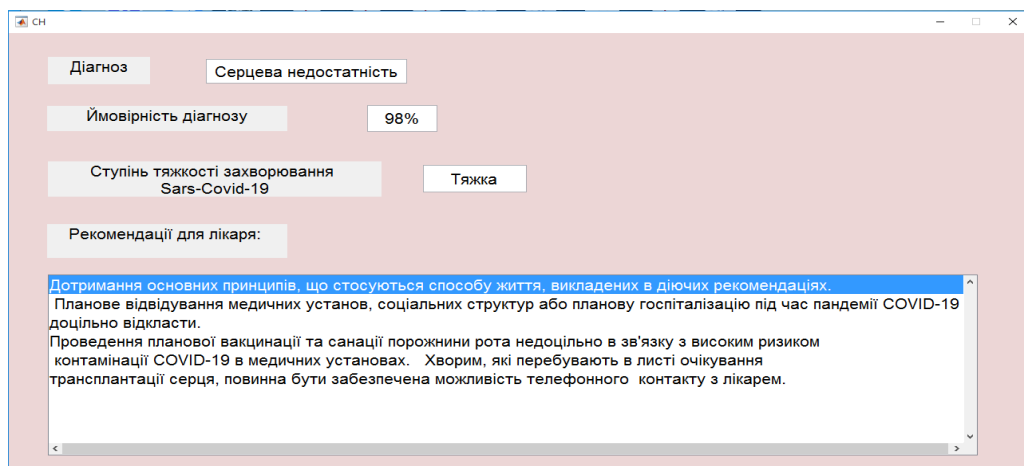 СН
Діагноз
Серцева недостатність
Ймовірність діагнозу
98%
Ступінь тяжкості захворювання
Sars-Covid-19
Тяжка
Рекомендації для лікаря:
Дотримання основних принципів, що стосуються способу життя, викладених в діючих рекомендаціях.
Планове відвідування медичних установ, соціальних структур або планову госпіталізацію під час пандемії COVID-19
доцільно відкласти.
Проведення планової вакцинації та санації порожнини рота недоцільно в зв'язку з високим ризиком
контамінації COVID-19 в медичних установах. Хворим, які перебувають в листі очікування
трансплантації серця, повинна бути забезпечена можливість телефонного контакту з лікарем.